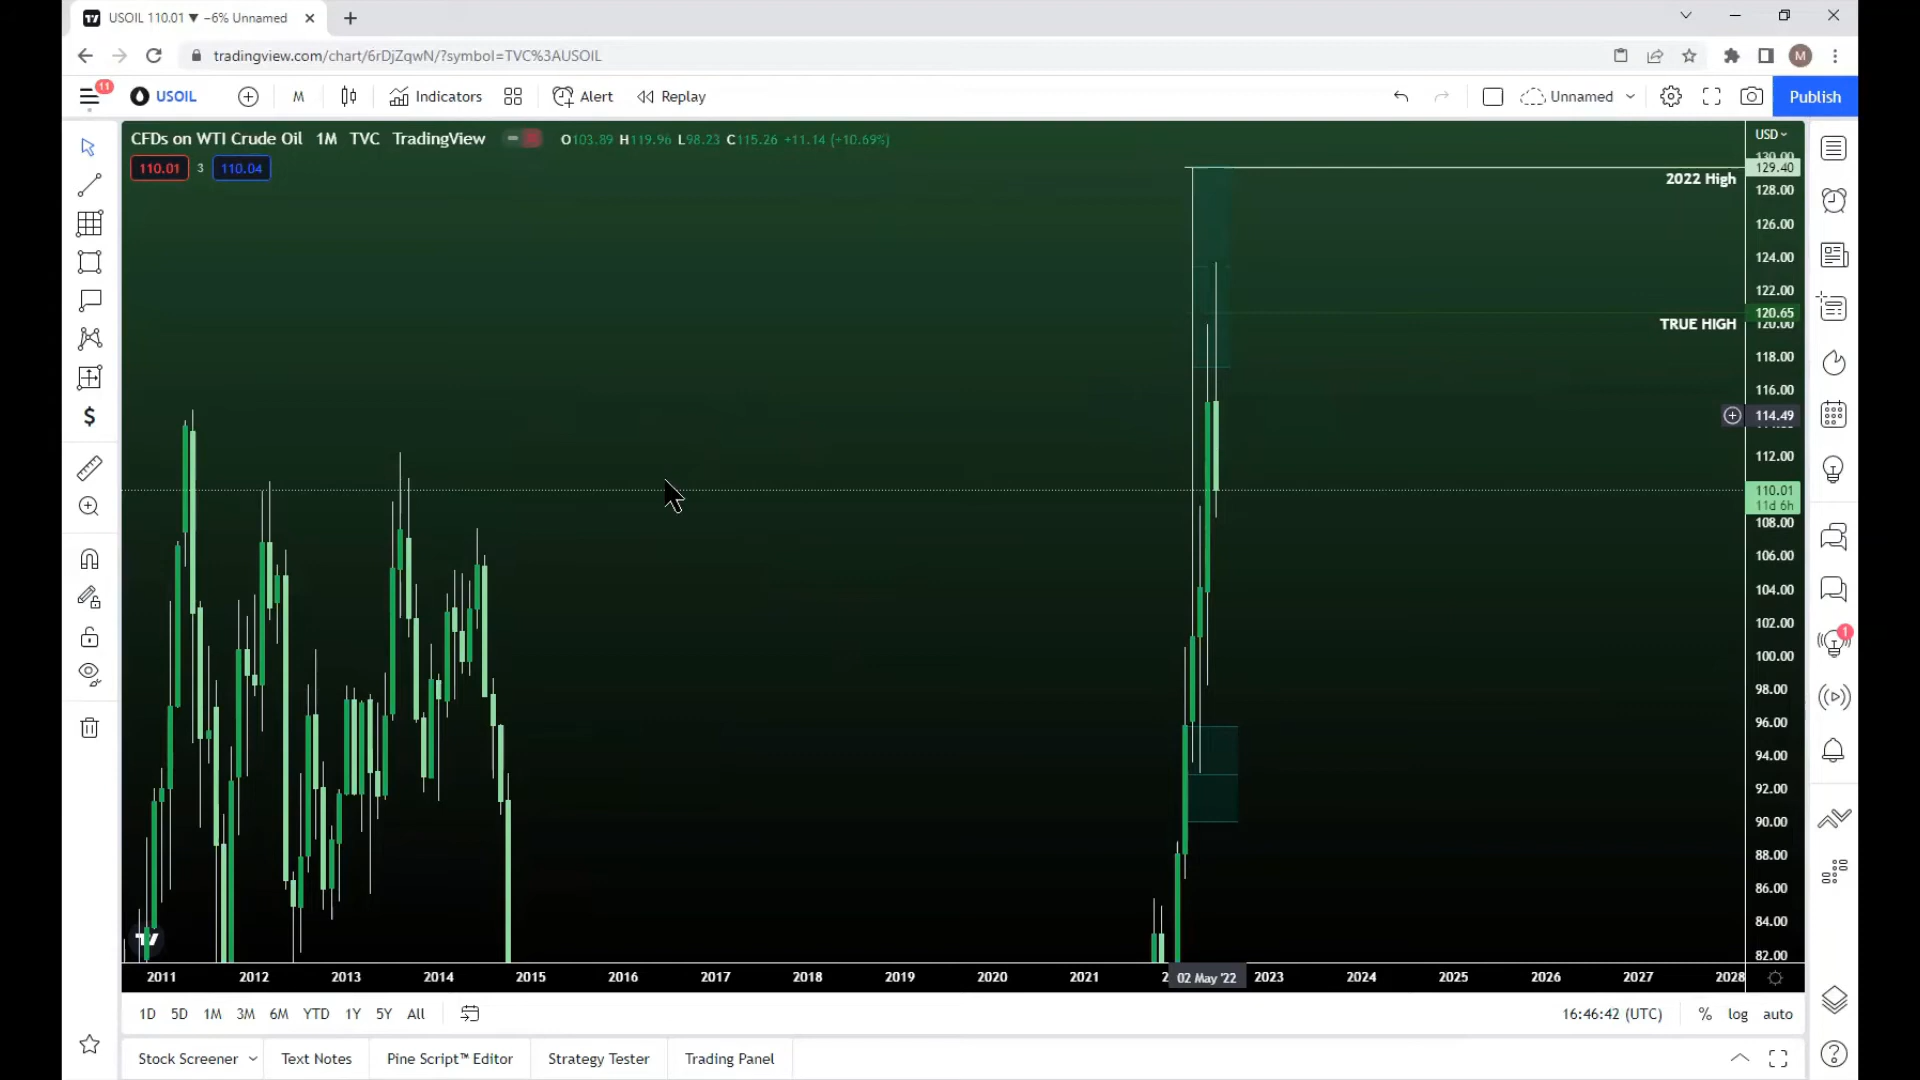 USOIL 110.01 ▼ −6% Unnamed
tradingview.com/chart/6rDjZqwN/?symbol=TVC%3AUSOIL
M
11
USOIL
M
Indicators
Alert
Replay
Unnamed
Publish
CFDs on WTI Crude Oil 1M TVC TradingView O103.89 H119.96 L98.23 C115.26 +11.14 (+10.69%)
110.01 3 110.04
USD
130.00
129.40
2022 High
128.00
126.00
124.00
122.00
120.65
TRUE HIGH
120.00
118.00
116.00
114.49
112.00
110.01
11d 6h
108.00
106.00
104.00
102.00
100.00
98.00
96.00
94.00
92.00
90.00
88.00
86.00
84.00
82.00
1
2011 2012 2013 2014 2015 2016 2017 2018 2019 2020 2021 2 02 May '22 2023 2024 2025 2026 2027 2028
1D 5D 1M 3M 6M YTD 1Y 5Y All
16:46:42 (UTC) % log auto
Stock Screener Text Notes Pine Script™ Editor Strategy Tester Trading Panel